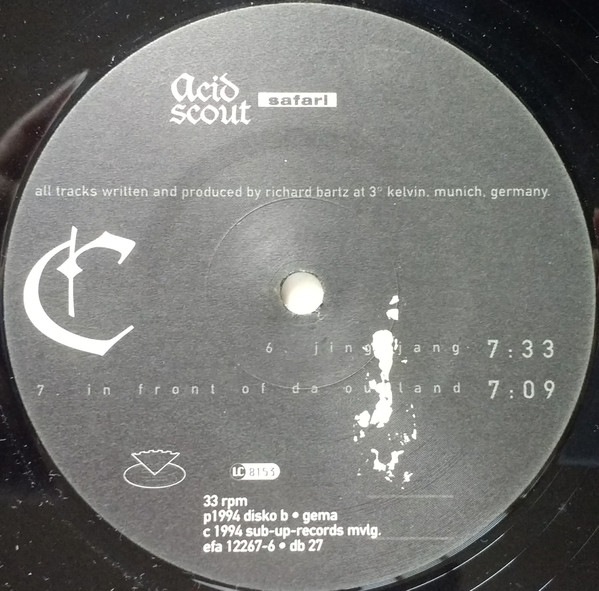 acid
scout safari
all tracks written and produced by richard bartz at 3° kelvin, munich, germany.
C
6. jing jang 7:33
7 in front of da 7:09
LC 8153
33 rpm
p1994 disko b • gema
c 1994 sub-up-records mvlg.
efa 12267-6 • db 27